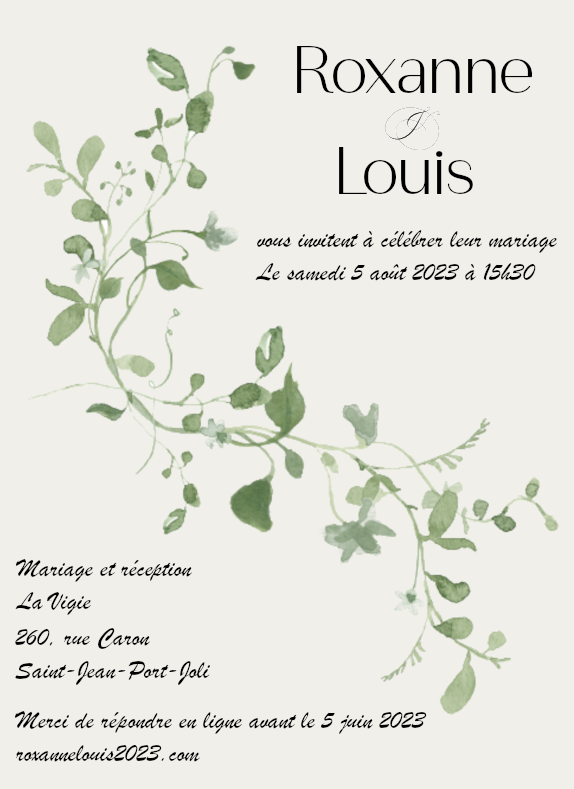 Roxanne
&
Louis
vous invitent à célébrer leur mariage
Le samedi 5 août 2023 à 15h30
Mariage et réception
La Vigie
260, rue Caron
Saint-Jean-Port-Joli
Merci de répondre en ligne avant le 5 juin 2023
roxannelouis2023.com